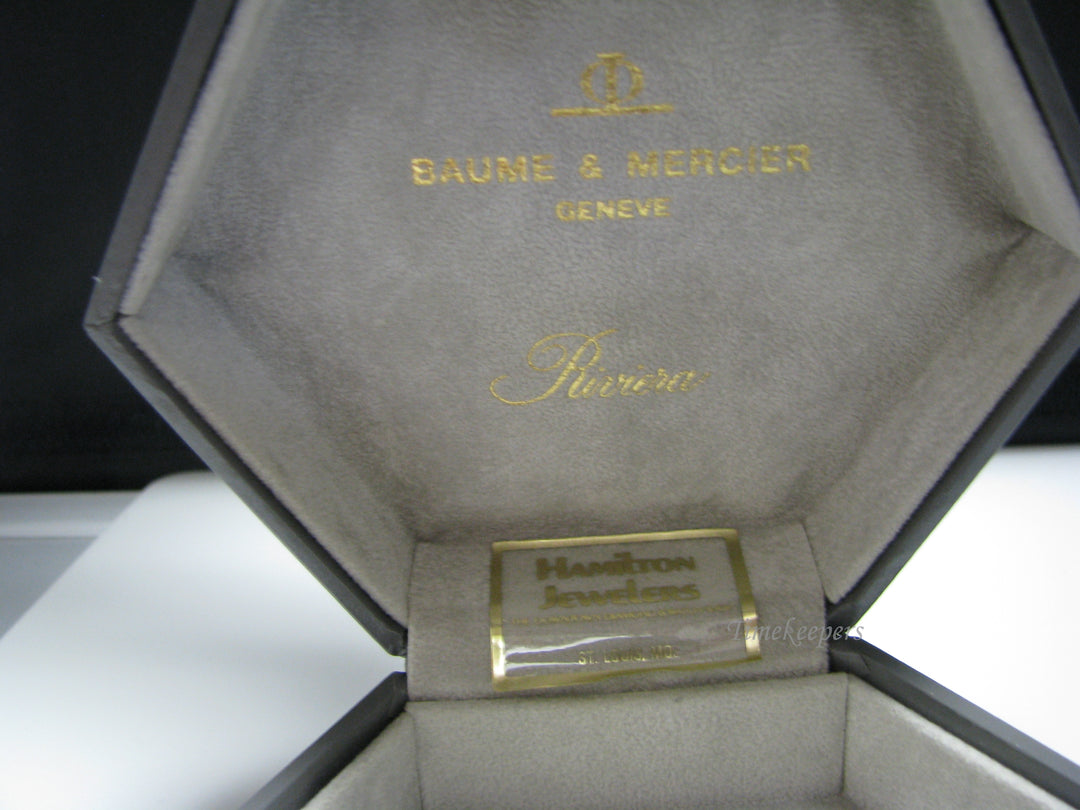 BAUME & MERCIER
GENEVE
Riviera
HAMILTON
JEWELERS
ST. LOUIS, MO.
Timekeepers